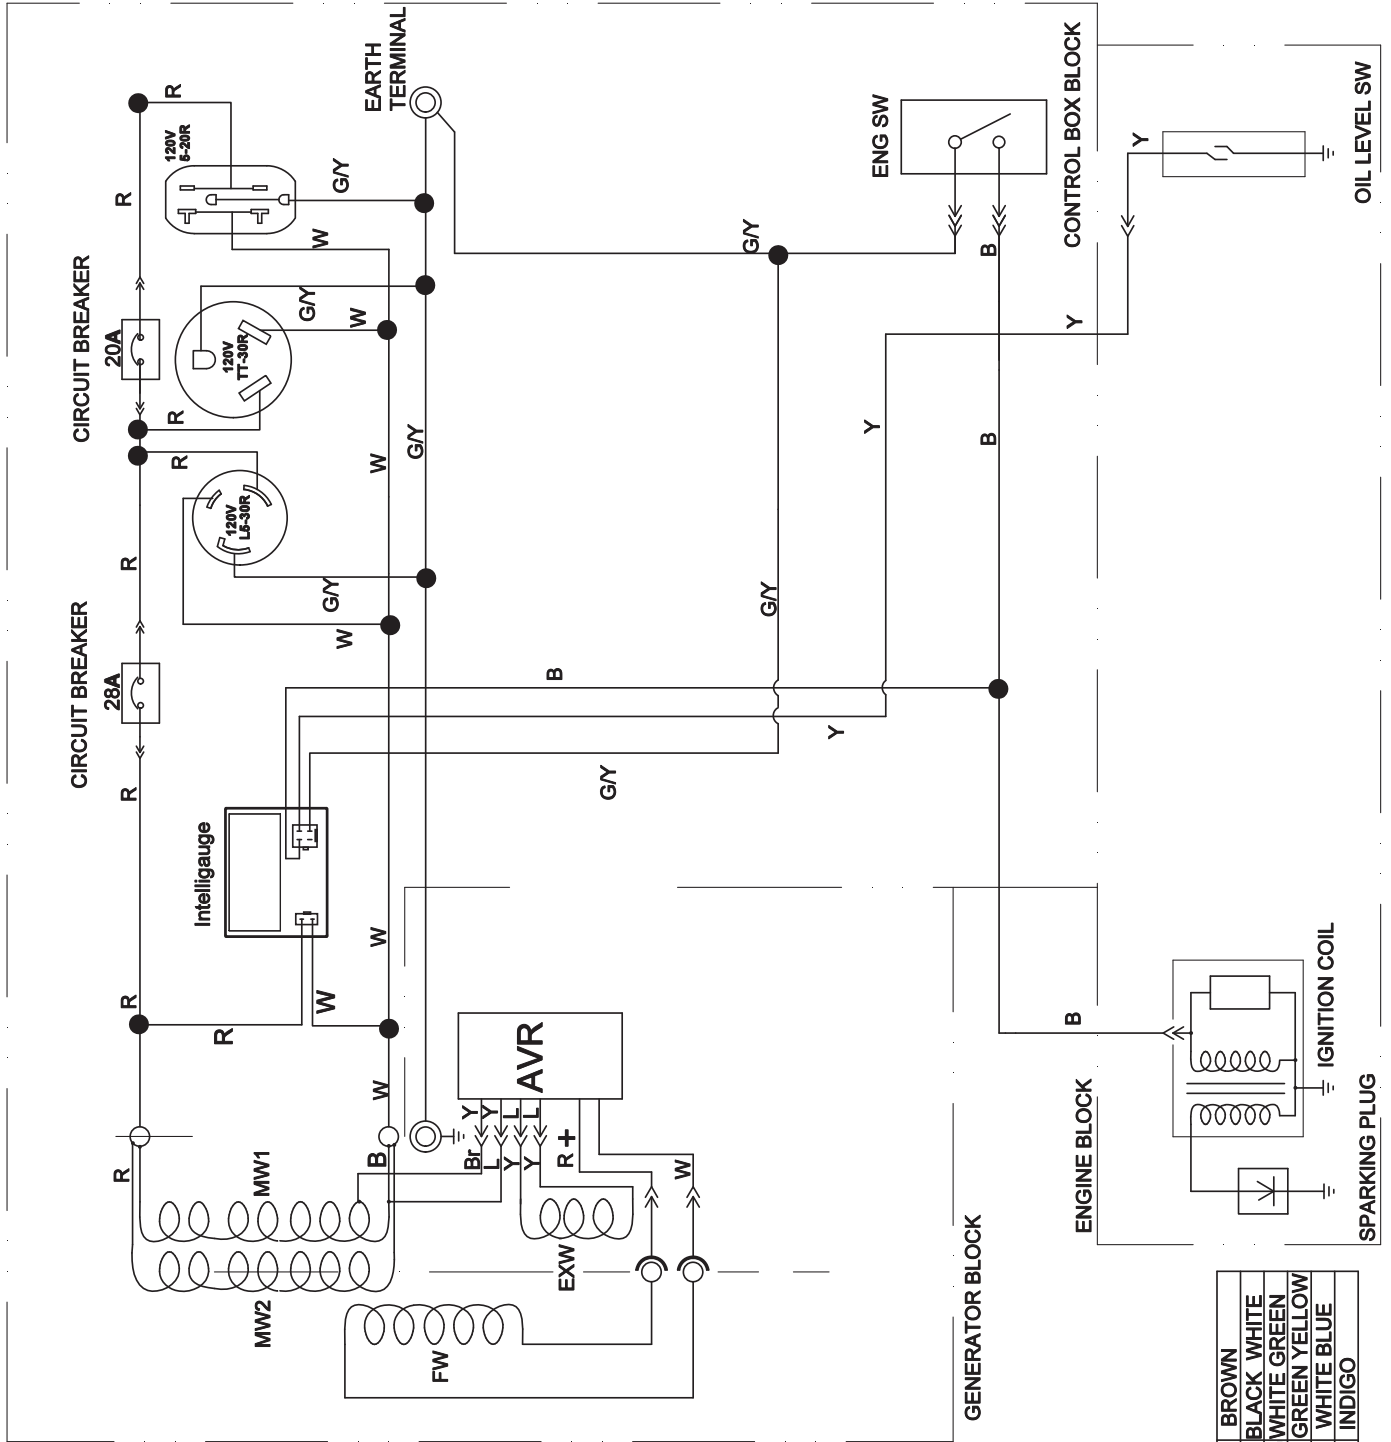 CIRCUIT BREAKER
28A
CIRCUIT BREAKER
20A
R
R
R
R
R
R
R
R
R
120V
L5-30R
120V
TT-30R
120V
5-20R
Intelligauge
R
W
W
W
W
W
W
W
G/Y
G/Y
G/Y
G/Y
EARTH
TERMINAL
MW1
MW2
B
Br
L
Y
Y
R
+
Y
Y
L
L
AVR
W
EXW
FW
B
G/Y
Y
G/Y
G/Y
Y
B
B
Y
Y
ENG SW
CONTROL BOX BLOCK
OIL LEVEL SW
GENERATOR BLOCK
ENGINE BLOCK
B
IGNITION COIL
SPARKING PLUG
BROWN
BLACK WHITE
WHITE GREEN
GREEN YELLOW
WHITE BLUE
INDIGO